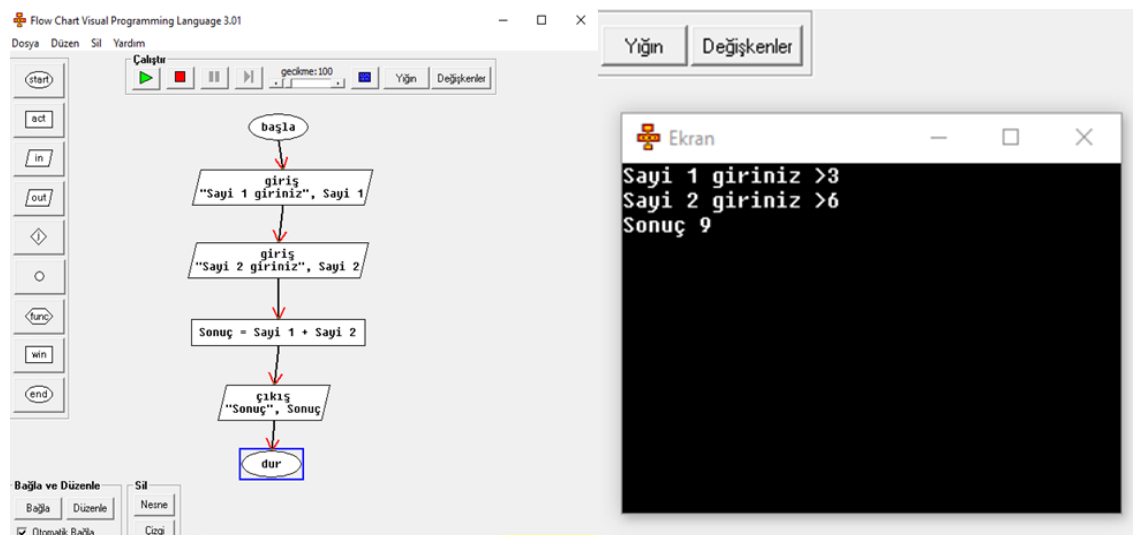 Flow Chart Visual Programming Language 3.01
Dosya Düzen Sil Yardım
Çalıştır
gecikme:100
Yığın
Değişkenler
start
act
in
out
i
func
win
end
başla
giriş
"Sayi 1 giriniz", Sayi 1
giriş
"Sayi 2 giriniz", Sayi 2
Sonuç = Sayi 1 + Sayi 2
çıkış
"Sonuç", Sonuç
dur
Bağla ve Düzenle
Bağla
Düzenle
Otomatik Bağla
Sil
Nesne
Çizgi
Yığın
Değişkenler
Ekran
Sayi 1 giriniz >3
Sayi 2 giriniz >6
Sonuç 9